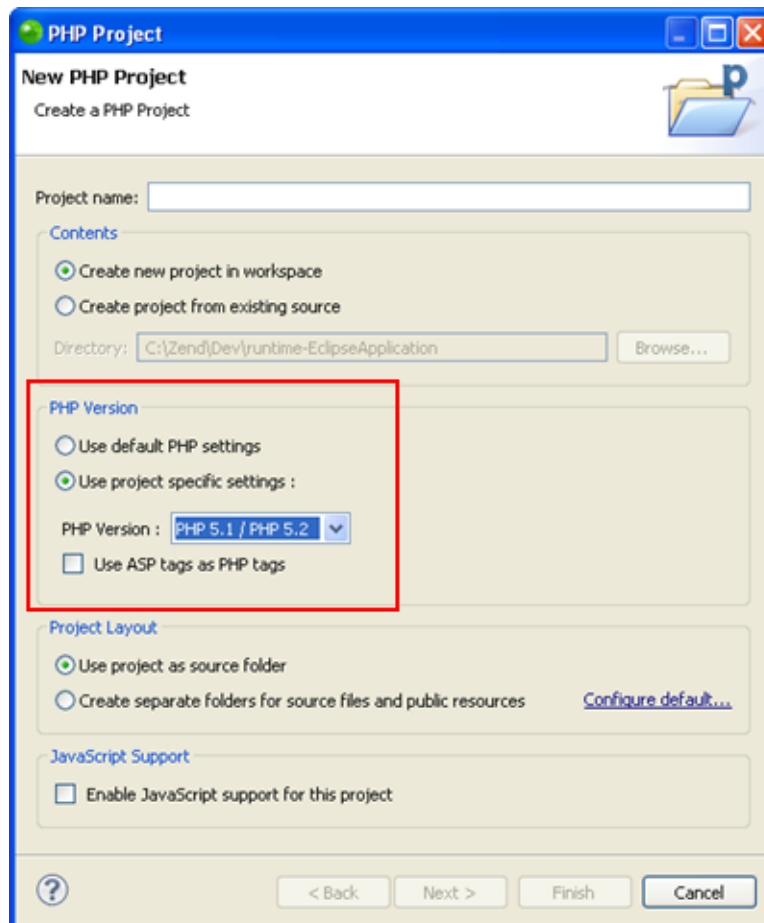 PHP Project
New PHP Project
Create a PHP Project
Project name:
Contents
Create new project in workspace
Create project from existing source
Directory: C:\Zend\Dev\runtime-EclipseApplication Browse...
PHP Version
Use default PHP settings
Use project specific settings :
PHP Version : PHP 5.1 / PHP 5.2
Use ASP tags as PHP tags
Project Layout
Use project as source folder
Create separate folders for source files and public resources Configure default...
JavaScript Support
Enable JavaScript support for this project
< Back Next > Finish Cancel